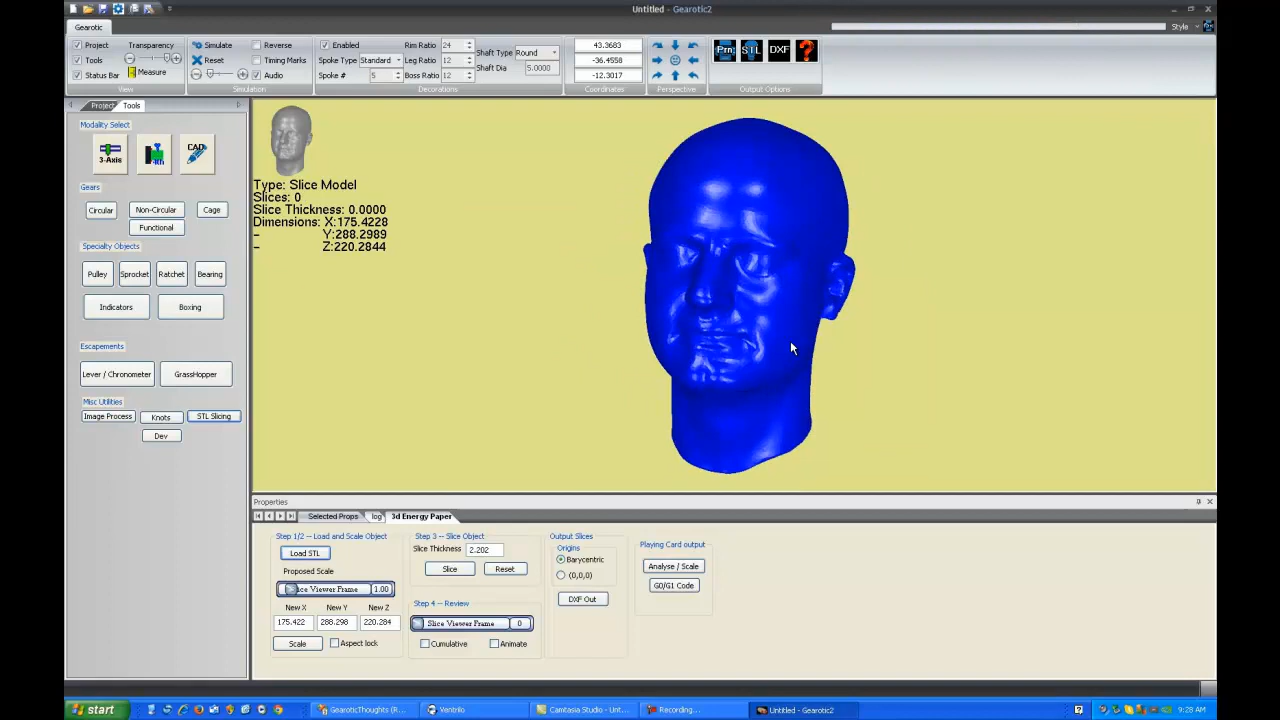 Untitled - Gearotic2
Gearotic
Style
Project
Transparency
Tools
Measure
Status Bar
View
Simulate
Reverse
Reset
Timing Marks
Audio
Simulation
Enabled
Rim Ratio 24
Shaft Type Round
Spoke Type Standard
Leg Ratio 12
Shaft Dia 5.0000
Spoke # 5
Boss Ratio 12
Decorations
43.3683
-36.4558
-12.3017
Coordinates
Perspective
Prn STL DXF ?
Output Options
Project Tools
Modality Select
3-Axis
CAD
Gears
Circular
Non-Circular
Cage
Functional
Specialty Objects
Pulley
Sprocket
Ratchet
Bearing
Indicators
Boxing
Escapements
Lever / Chronometer
GrassHopper
Misc Utilities
Image Process
Knots
STL Slicing
Dev
Type: Slice Model
Slices: 0
Slice Thickness: 0.0000
Dimensions: X:175.4228
- Y:288.2989
- Z:220.2844
Properties
Selected Props
log
3d Energy Paper
Step 1/2 -- Load and Scale Object
Load STL
Proposed Scale
lice Viewer Frame 1.00
New X New Y New Z
175.422 288.298 220.284
Scale
Aspect lock
Step 3 -- Slice Object
Slice Thickness 2.202
Slice
Reset
Step 4 -- Review
Slice Viewer Frame 0
Cumulative
Animate
Output Slices
Origins
Barycentric
(0,0,0)
DXF Out
Playing Card output
Analyse / Scale
G0/G1 Code
start
GearoticThoughts (R...
Ventrilo
Camtasia Studio - Unt...
Recording...
Untitled - Gearotic2
?
9:28 AM